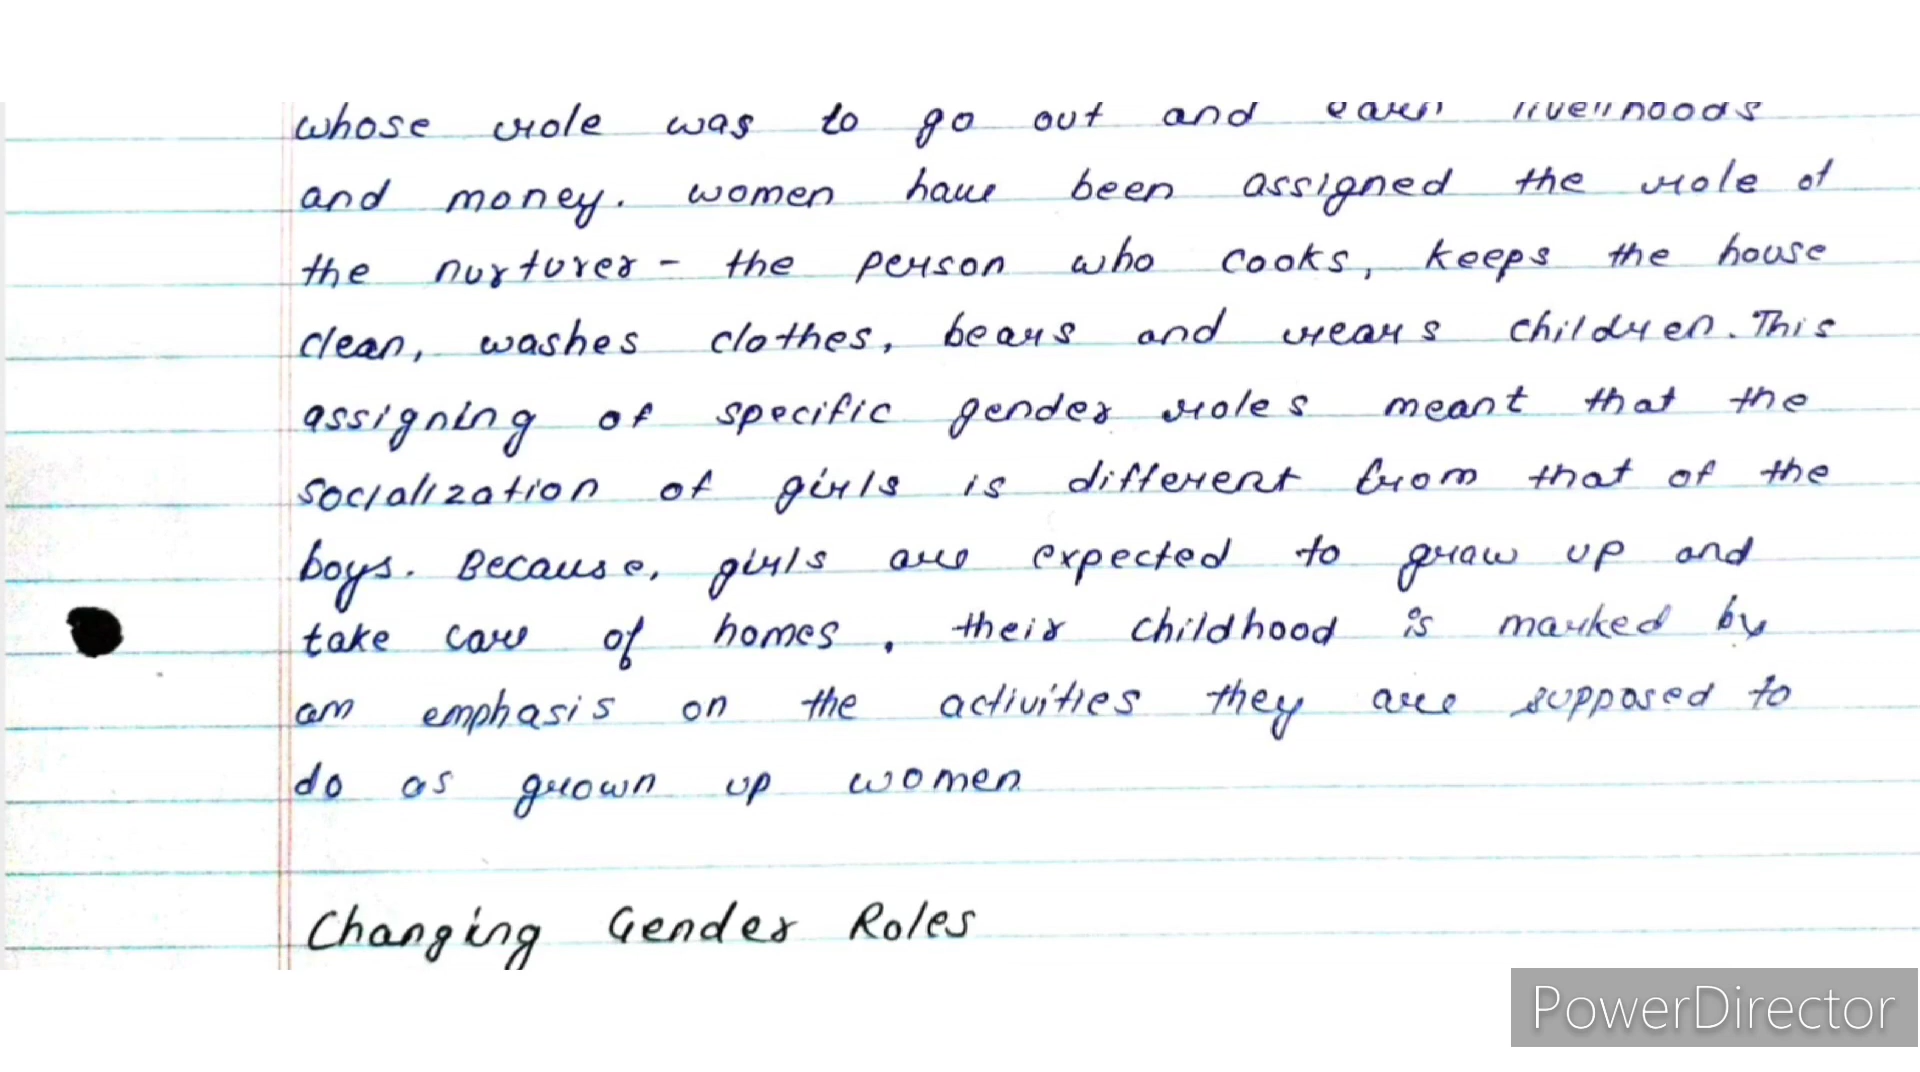 whose role was to go out and earn livelihoods
and money. women have been assigned the role of
the nurturer - the person who cooks, keeps the house
clean, washes clothes, bears and rears children. This
assigning of specific gender roles meant that the
socialization of girls is different from that of the
boys. Because, girls are expected to grow up and
take care of homes, their childhood is marked by
an emphasis on the activities they are supposed to
do as grown up women
Changing Gender Roles
PowerDirector